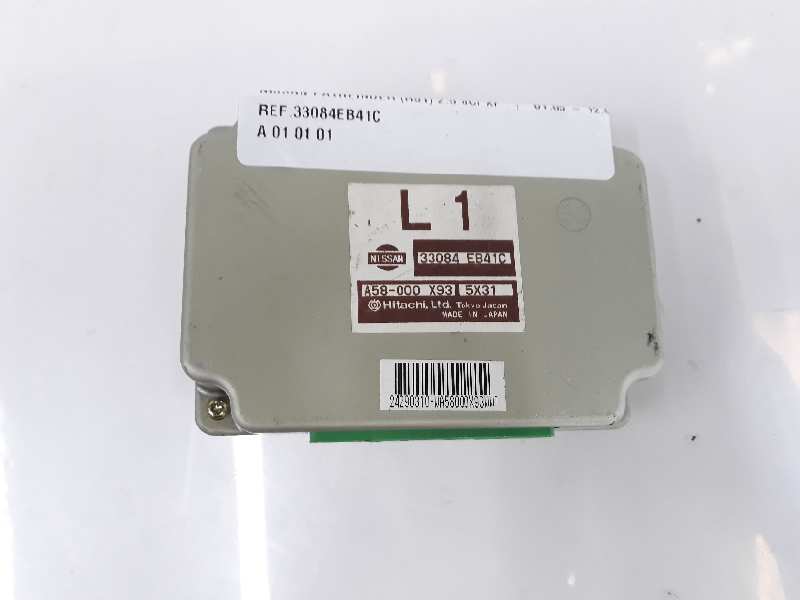 REF.33084EB41C
A 01 01 01
L 1
NISSAN 33084 EB41C
A58-000 X93 5X31
Hitachi, Ltd. Tokyo Japan
MADE IN JAPAN